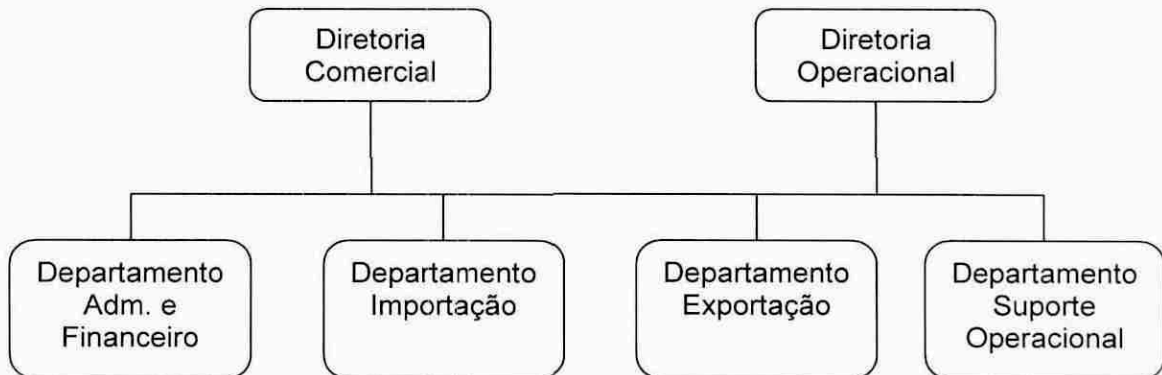 Diretoria
Comercial
Diretoria
Operacional
Departamento
Adm. e
Financeiro
Departamento
Importação
Departamento
Exportação
Departamento
Suporte
Operacional